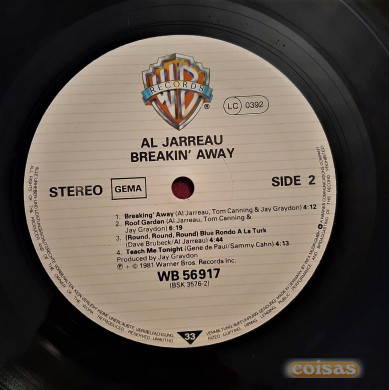 WB
RECORDS
LC 0392
AL JARREAU
BREAKIN' AWAY
STEREO GEMA SIDE 2
1. Breaking' Away (Al Jarreau, Tom Canning & Jay Graydon) 4:12
2. Roof Garden (Al Jarreau, Tom Canning &
Jay Graydon) 6:19
3. (Round, Round, Round) Blue Rondo A La Turk
(Dave Brubeck/Al Jarreau) 4:44
4. Teach Me Tonight (Gene de Paul/Sammy Cahn) 4:13
Produced by Jay Graydon
℗ + © 1981 Warner Bros. Records Inc.
WB 56917
(BSK 3576-2)
33
coisas